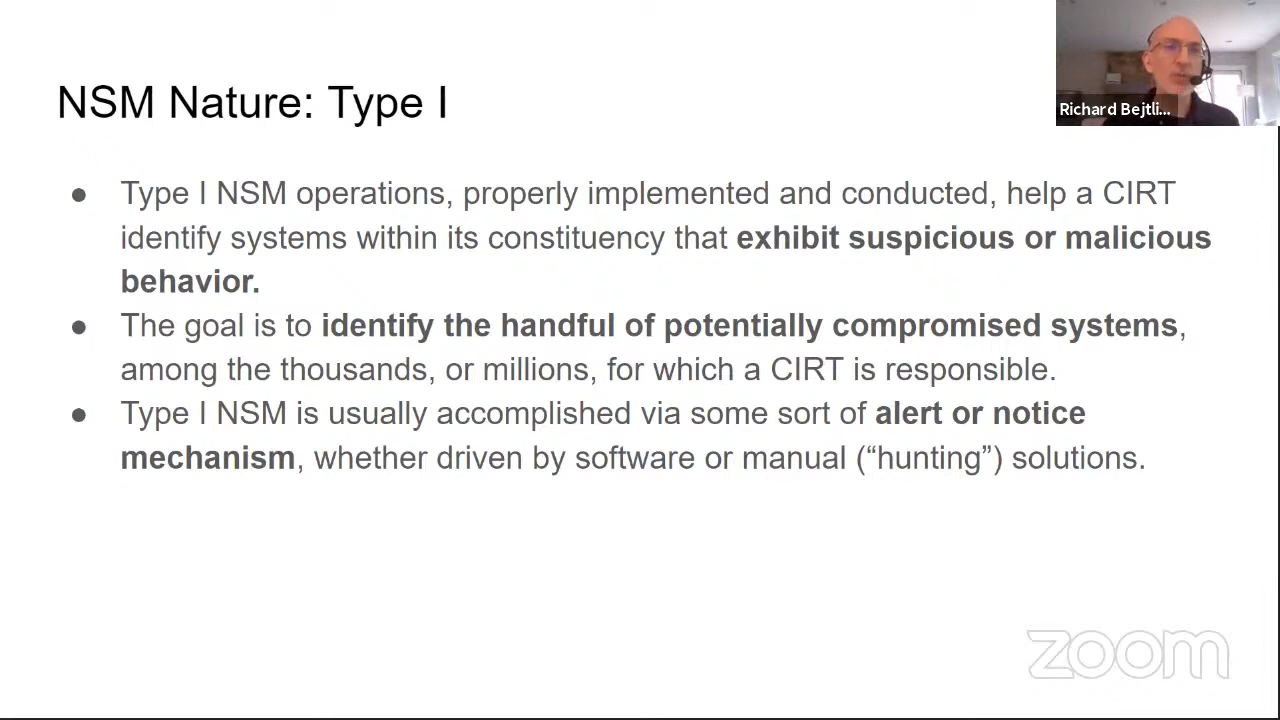 NSM Nature: Type I
Richard Bejtli...
● Type I NSM operations, properly implemented and conducted, help a CIRT
identify systems within its constituency that exhibit suspicious or malicious
behavior.
● The goal is to identify the handful of potentially compromised systems,
among the thousands, or millions, for which a CIRT is responsible.
● Type I NSM is usually accomplished via some sort of alert or notice
mechanism, whether driven by software or manual (“hunting”) solutions.
zoom